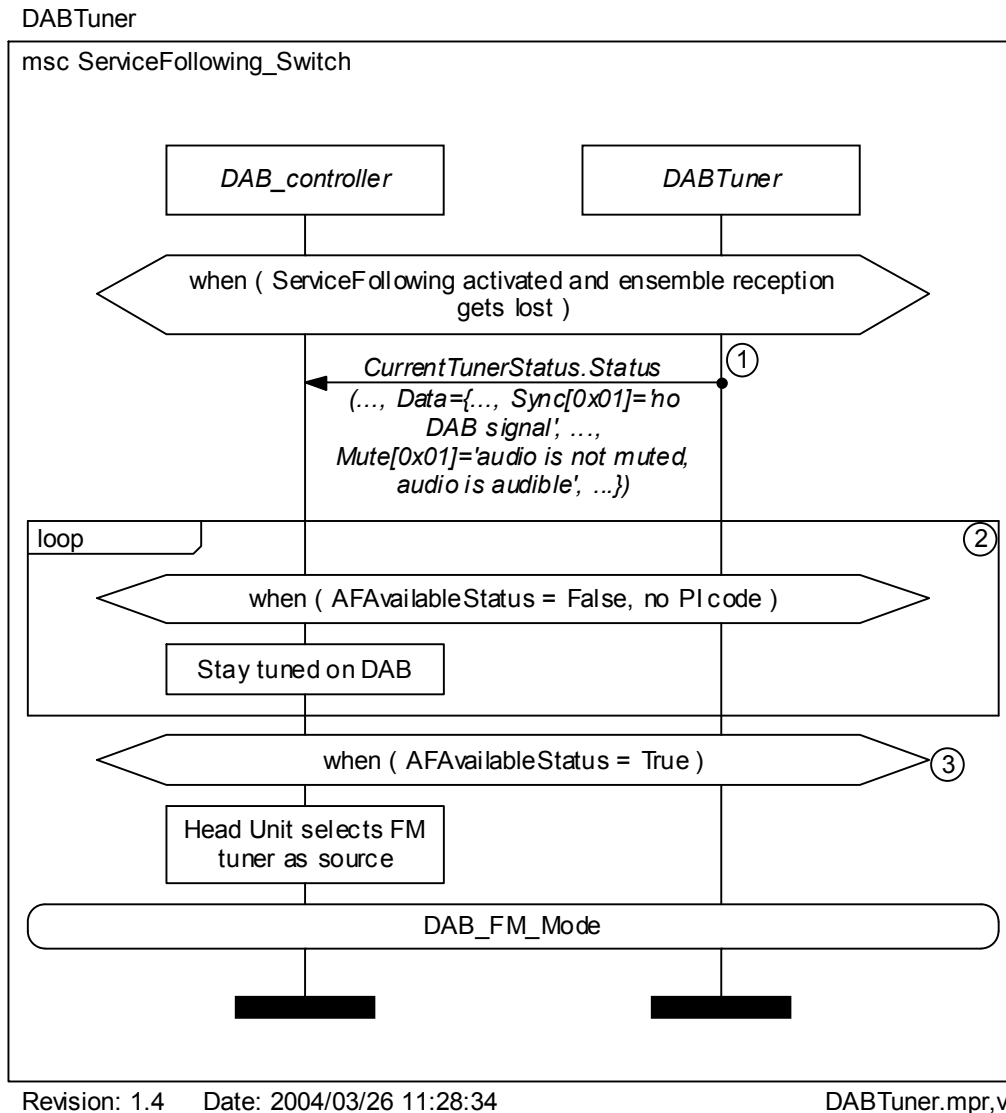 DABTuner
msc ServiceFollowing_Switch
DAB_controller
DABTuner
when ( ServiceFollowing activated and ensemble reception
gets lost )
1
CurrentTunerStatus.Status
(..., Data={..., Sync[0x01]='no
DAB signal', ...,
Mute[0x01]='audio is not muted,
audio is audible', ...})
loop
2
when ( AFAvailableStatus = False, no PI code )
Stay tuned on DAB
when ( AFAvailableStatus = True )
3
Head Unit selects FM
tuner as source
DAB_FM_Mode
Revision: 1.4 Date: 2004/03/26 11:28:34 DABTuner.mpr,v